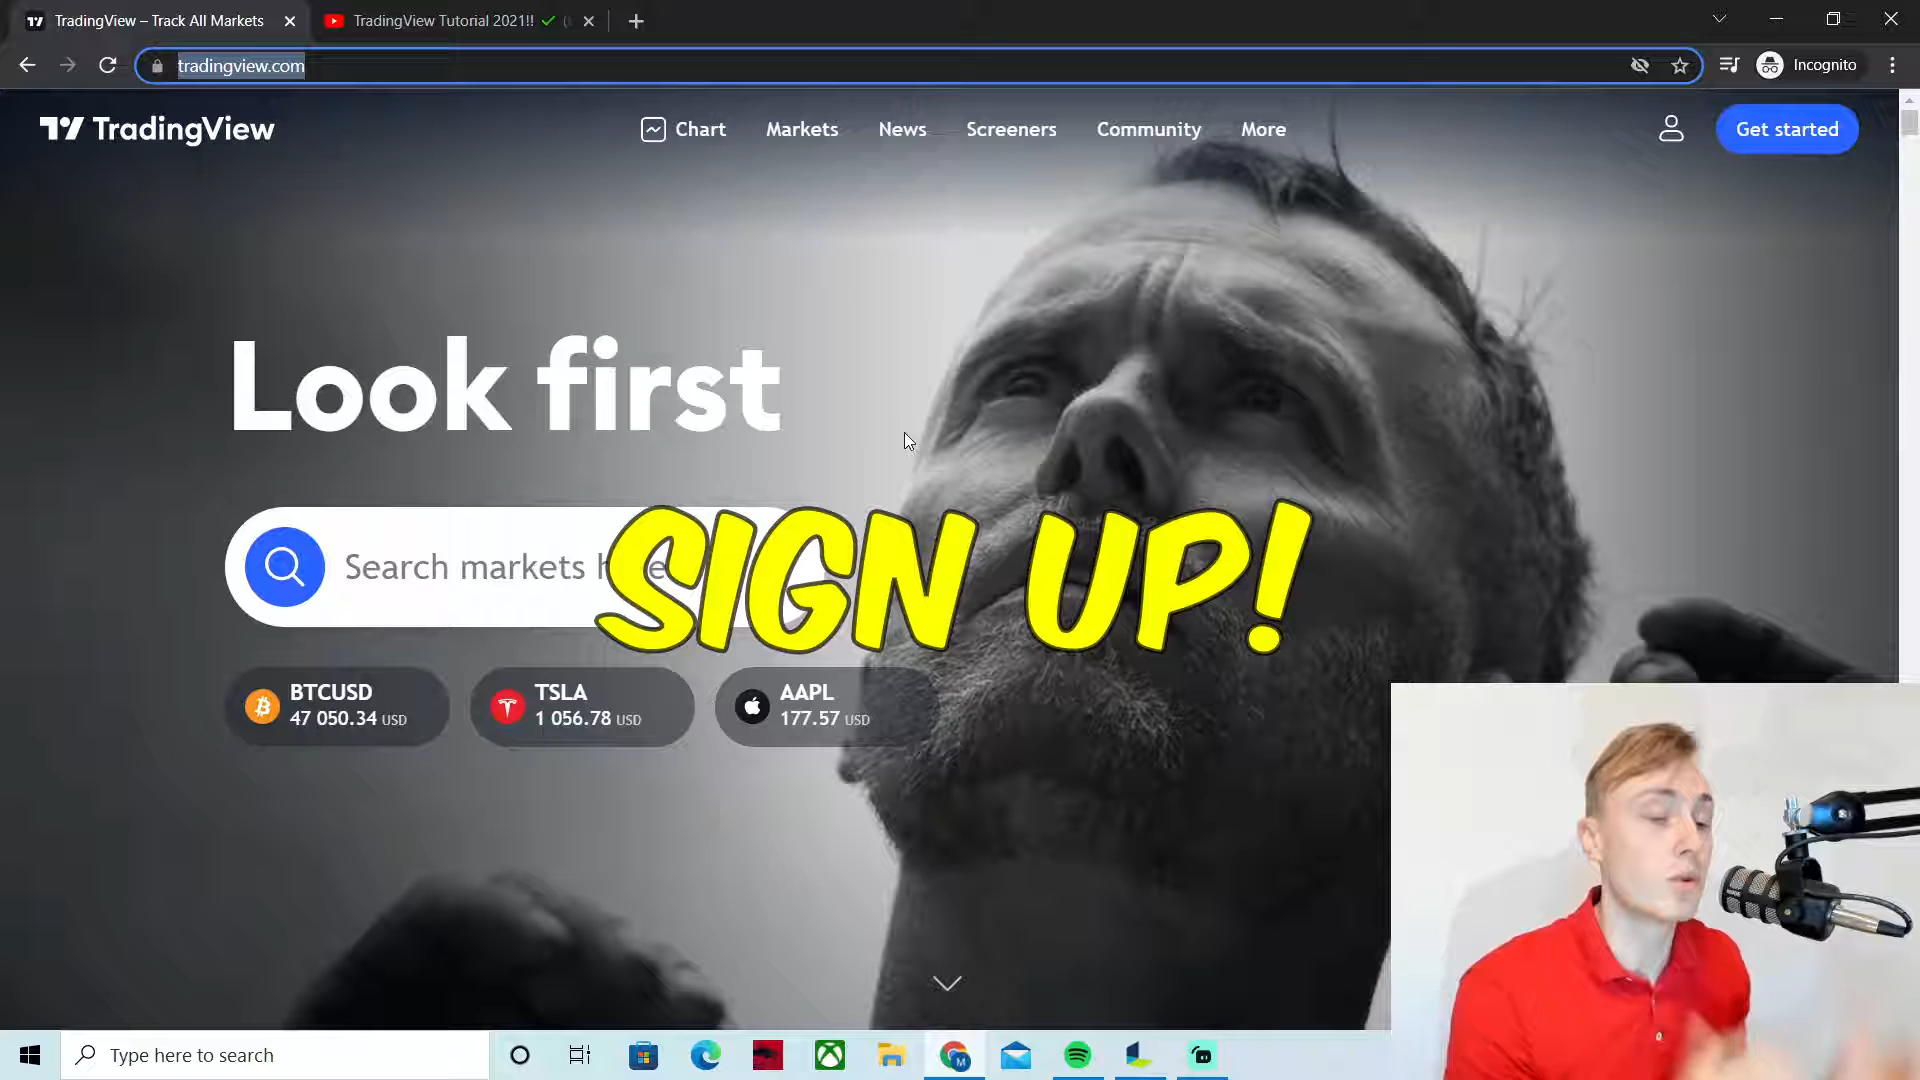 TradingView – Track All Markets
TradingView Tutorial 2021!!
tradingview.com
Incognito
TradingView
Chart Markets News Screeners Community More
Get started
Look first
Search markets here
SIGN UP!
BTCUSD
47 050.34 USD
TSLA
1 056.78 USD
AAPL
177.57 USD
Type here to search